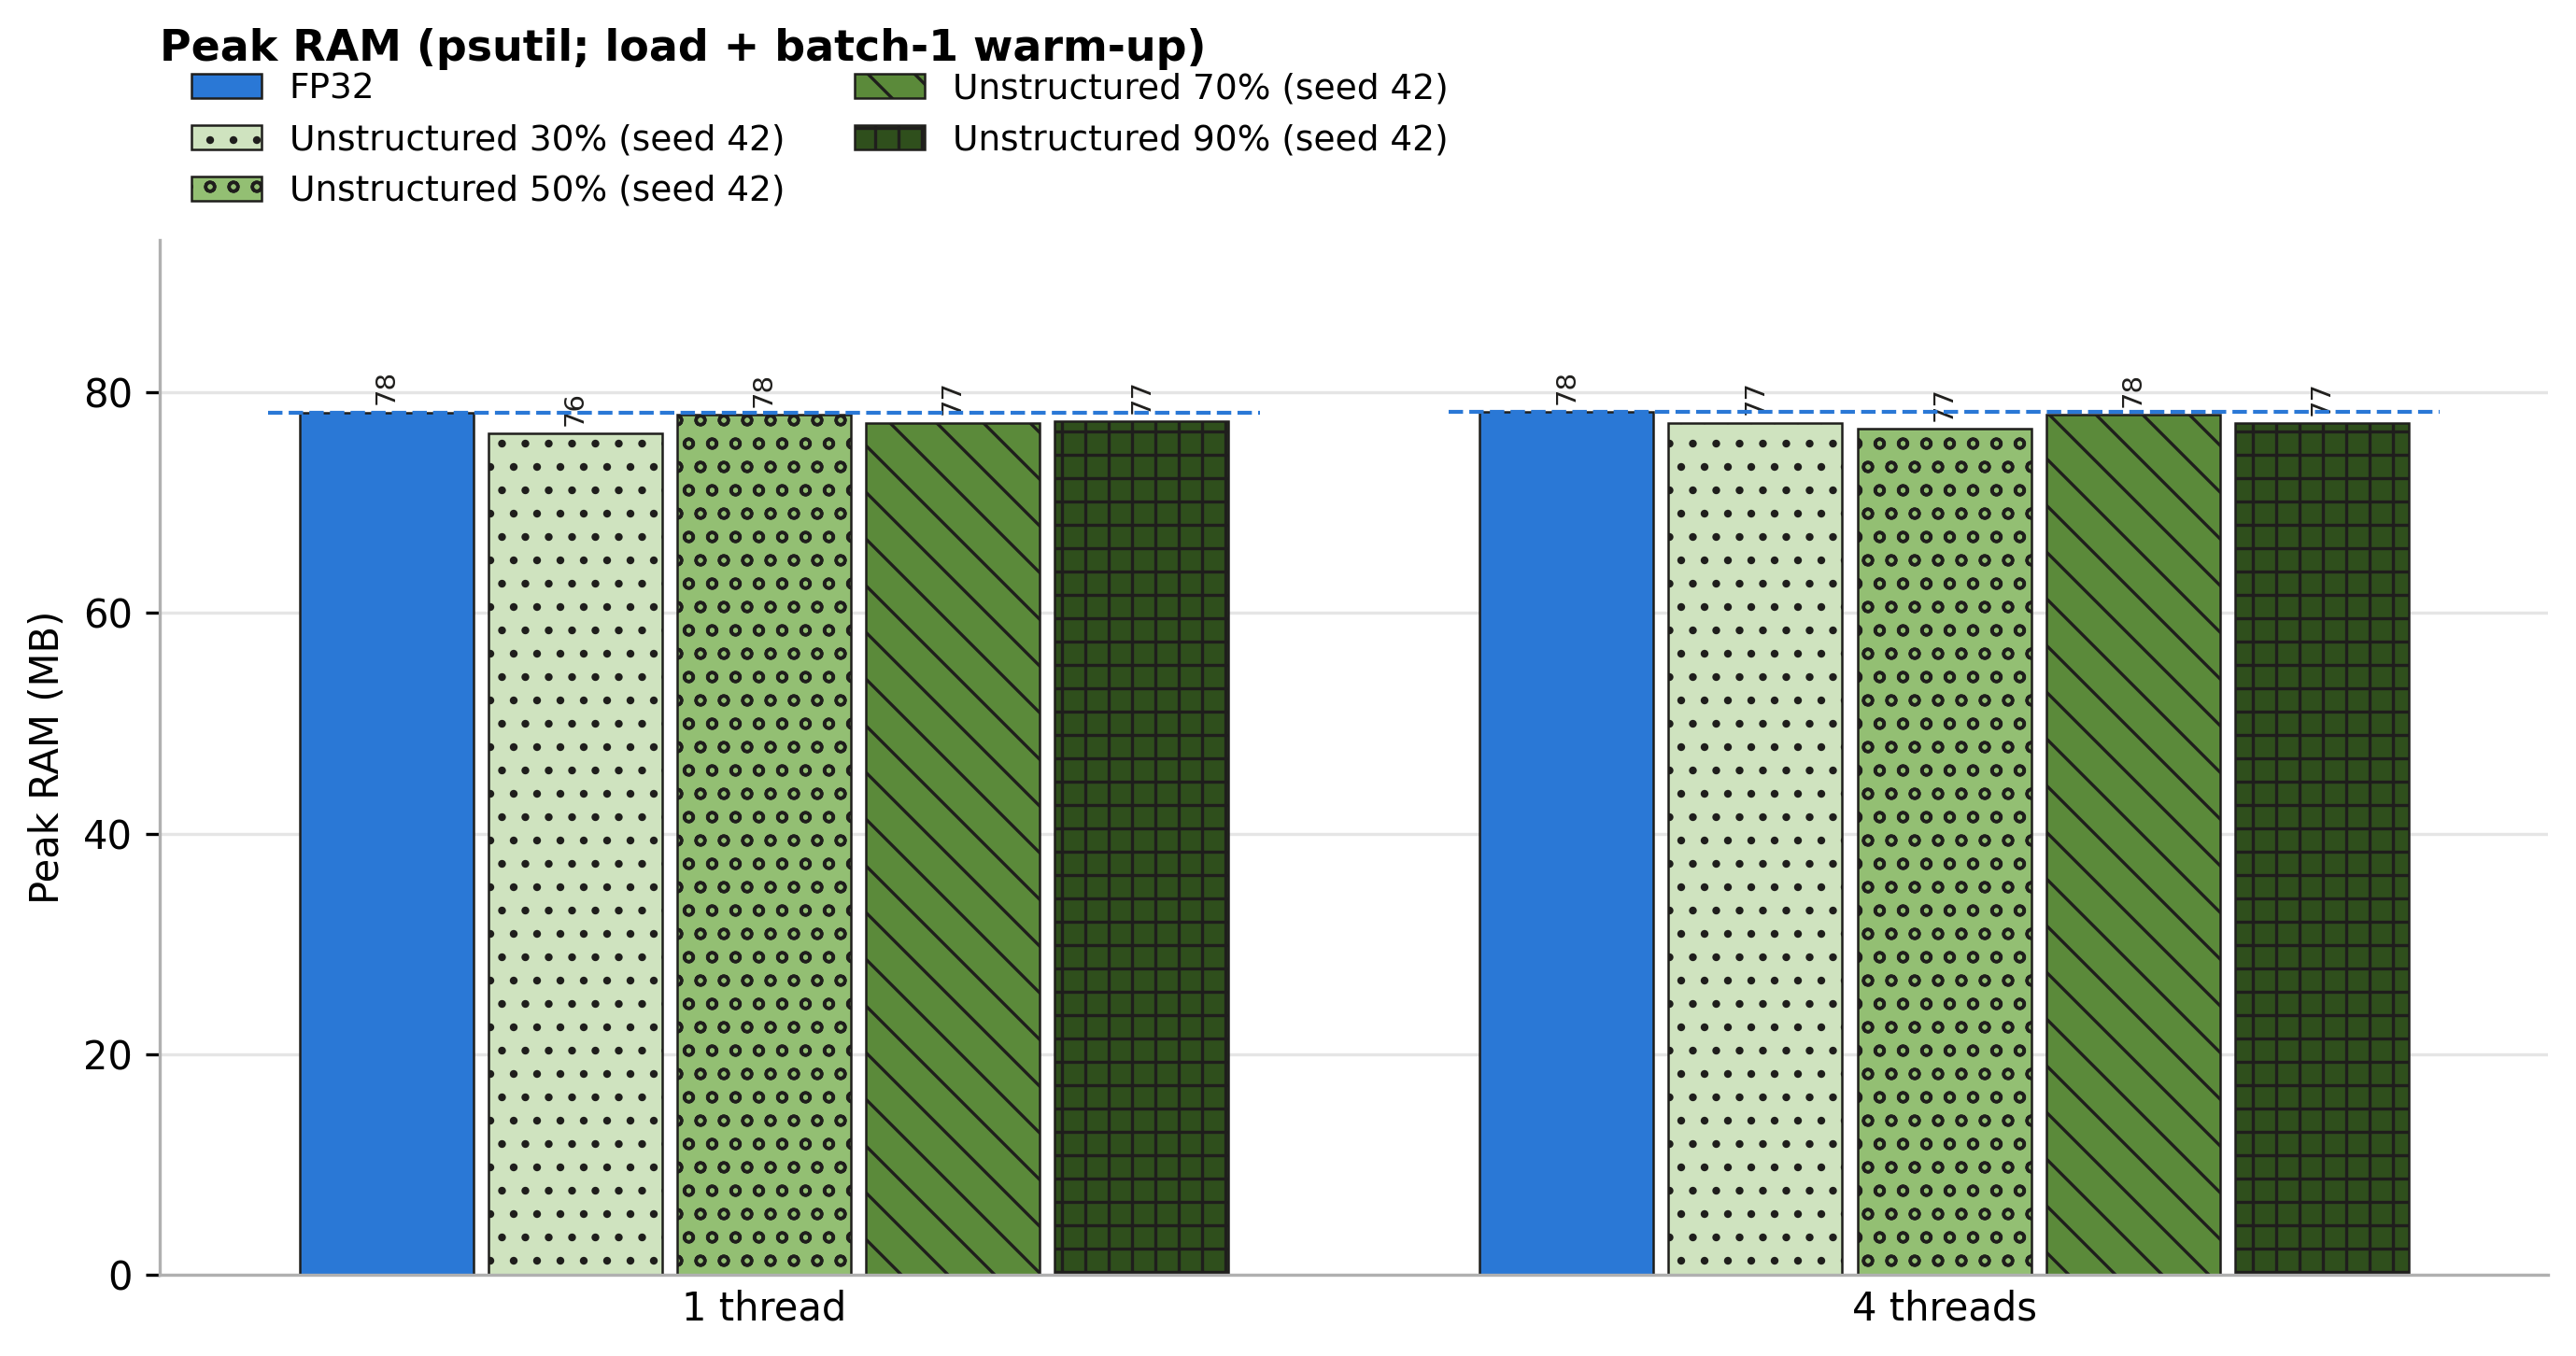 Peak RAM (psutil; load + batch-1 warm-up)
FP32
Unstructured 30% (seed 42)
Unstructured 50% (seed 42)
Unstructured 70% (seed 42)
Unstructured 90% (seed 42)
Peak RAM (MB)
80
60
40
20
0
78
76
78
77
77
78
77
77
78
77
1 thread
4 threads